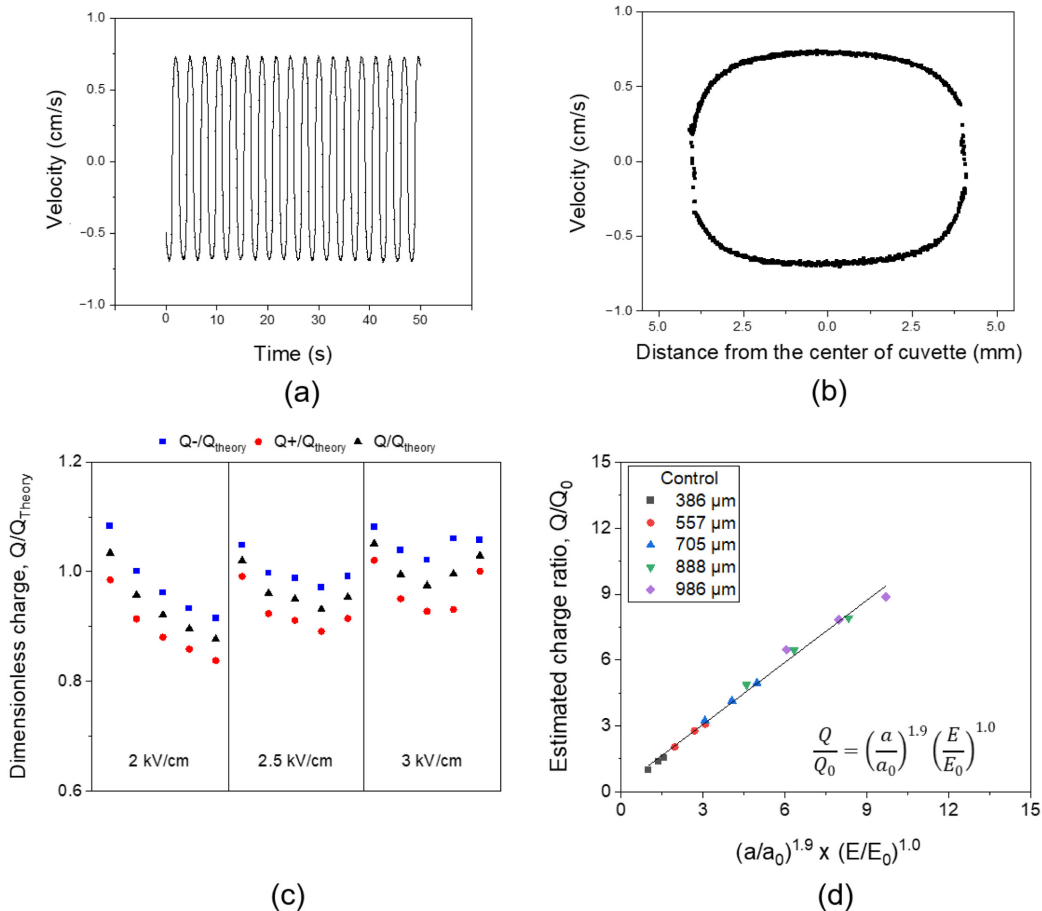 1.0
0.5
0.0
−0.5
−1.0
Velocity (cm/s)
0 10 20 30 40 50
Time (s)
(a)
1.0
0.5
0.0
−0.5
−1.0
Velocity (cm/s)
5.0 2.5 0.0 2.5 5.0
Distance from the center of cuvette (mm)
(b)
Q-/Qtheory Q+/Qtheory Q/Qtheory
1.2
1.0
0.8
0.6
Dimensionless charge, Q/QTheory
2 kV/cm 2.5 kV/cm 3 kV/cm
(c)
15
12
9
6
3
0
Estimated charge ratio, Q/Q0
Control
386 µm
557 µm
705 µm
888 µm
986 µm
Q/Q0 = (a/a0)^1.9 (E/E0)^1.0
0 3 6 9 12 15
(a/a0)^1.9 x (E/E0)^1.0
(d)